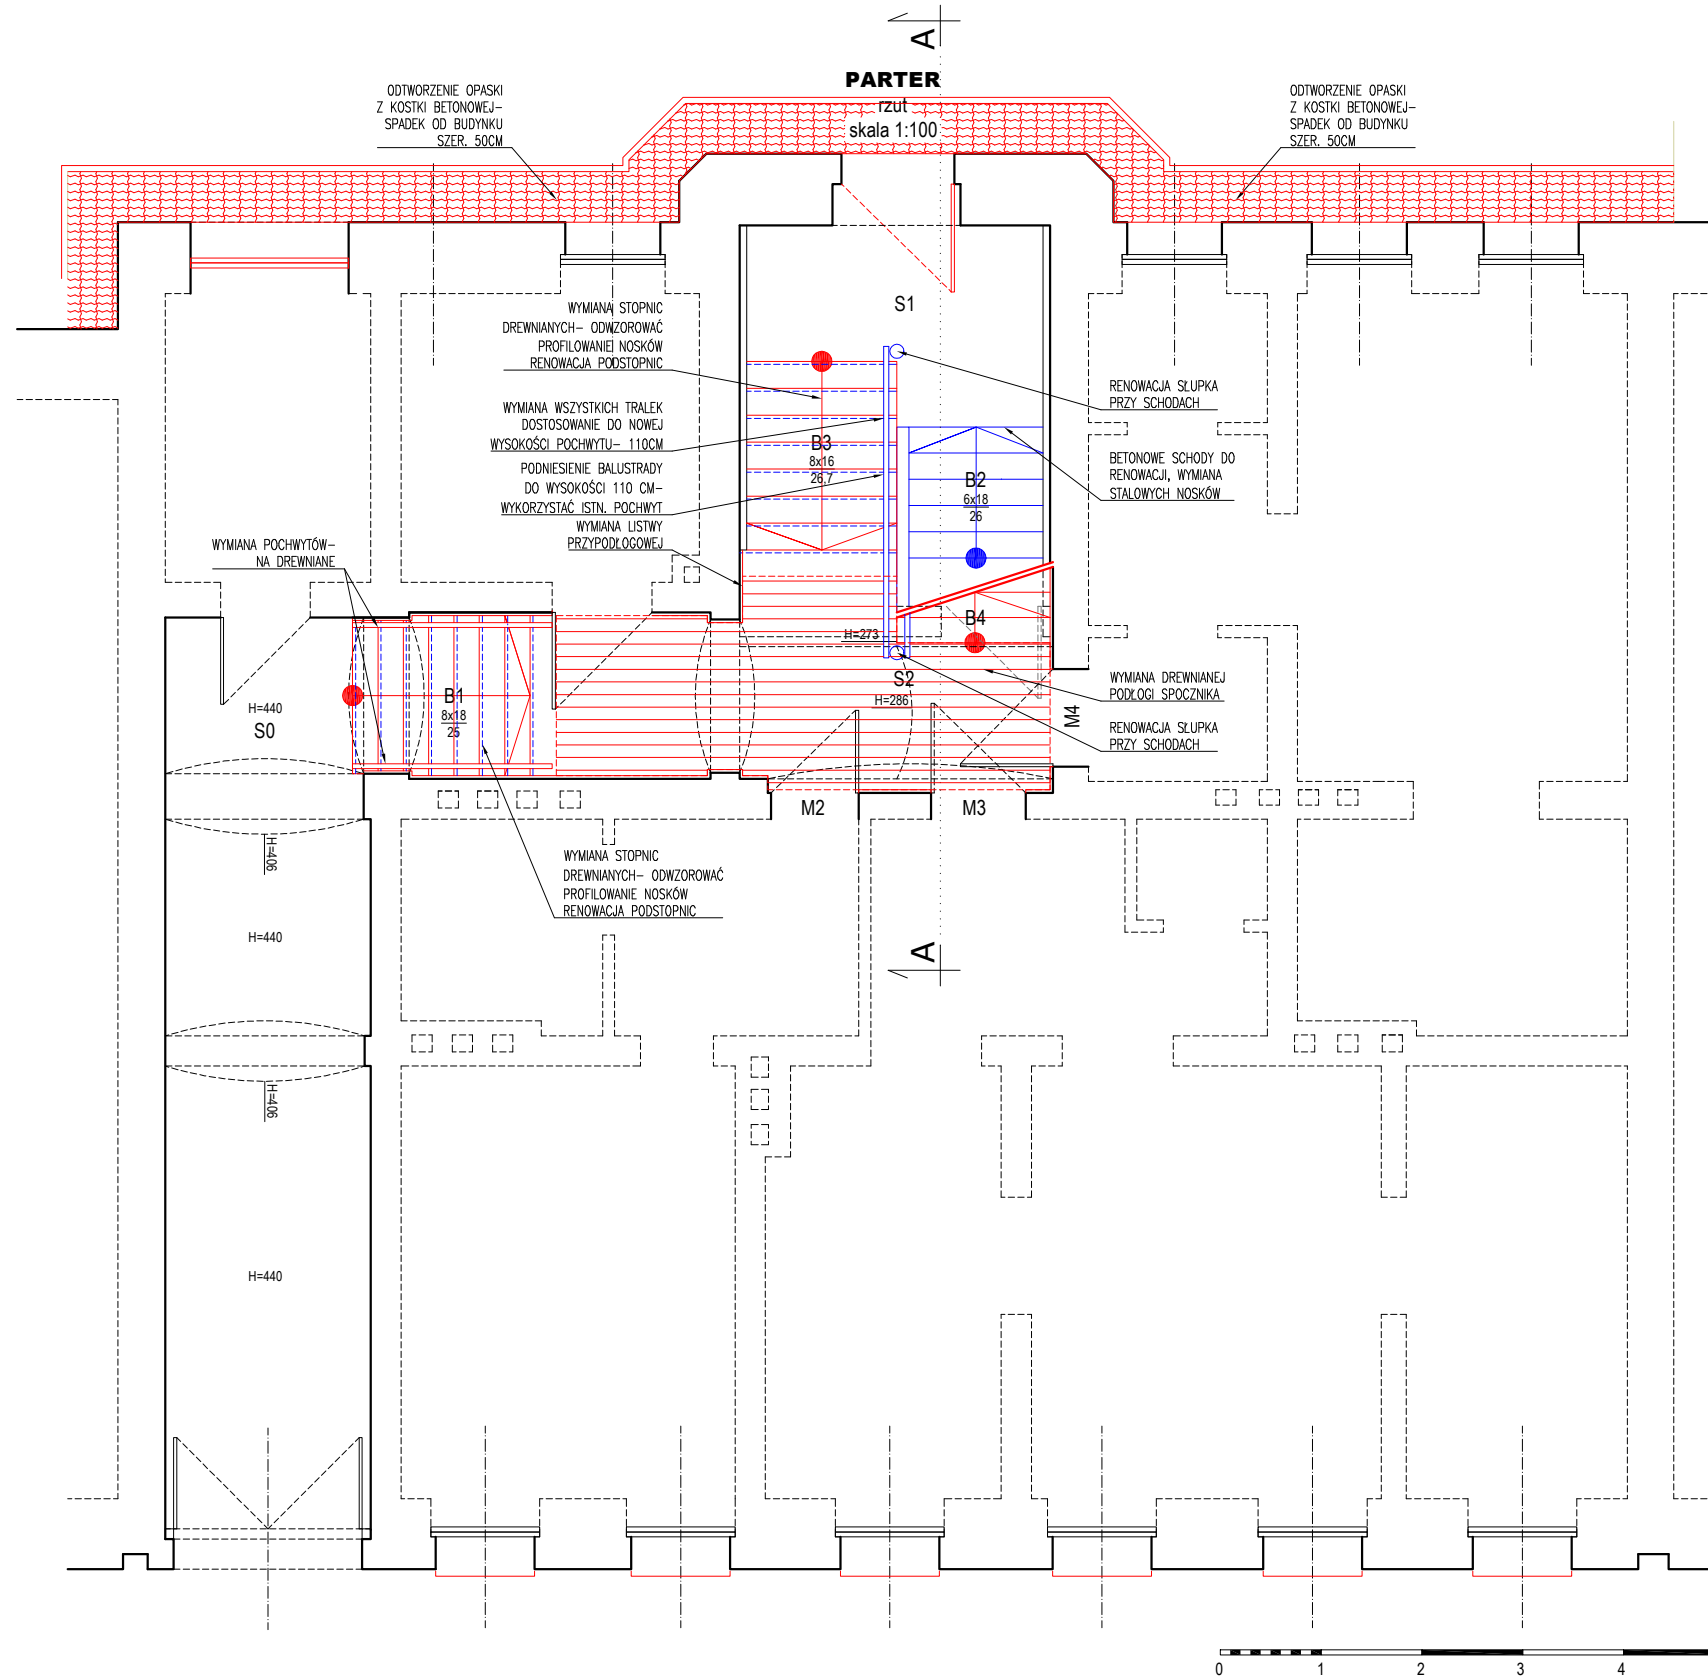 A
PARTER
rzut
skala 1:100
ODTWORZENIE OPASKI
Z KOSTKI BETONOWEJ-
SPADEK OD BUDYNKU
SZER. 50CM
ODTWORZENIE OPASKI
Z KOSTKI BETONOWEJ-
SPADEK OD BUDYNKU
SZER. 50CM
S1
WYMIANA STOPNIC
DREWNIANYCH- ODWZOROWAĆ
PROFILOWANIE NOSKÓW
RENOWACJA PODSTOPNIC
WYMIANA WSZYSTKICH TRALEK
DOSTOSOWANIE DO NOWEJ
WYSOKOŚCI POCHWYTU- 110CM
PODNIESIENIE BALUSTRADY
DO WYSOKOŚCI 110 CM-
WYKORZYSTAĆ ISTN. POCHWYT
WYMIANA LISTWY
PRZYPODŁOGOWEJ
B3
8x16
26,7
B2
6x18
26
RENOWACJA SŁUPKA
PRZY SCHODACH
BETONOWE SCHODY DO
RENOWACJI, WYMIANA
STALOWYCH NOSKÓW
WYMIANA POCHWYTÓW-
NA DREWNIANE
B4
H=273
S2
H=286
B1
8x18
25
H=440
S0
M4
WYMIANA DREWNIANEJ
PODŁOGI SPOCZNIKA
RENOWACJA SŁUPKA
PRZY SCHODACH
M2
M3
H=406
WYMIANA STOPNIC
DREWNIANYCH- ODWZOROWAĆ
PROFILOWANIE NOSKÓW
RENOWACJA PODSTOPNIC
H=440
A
H=406
H=440
0 1 2 3 4